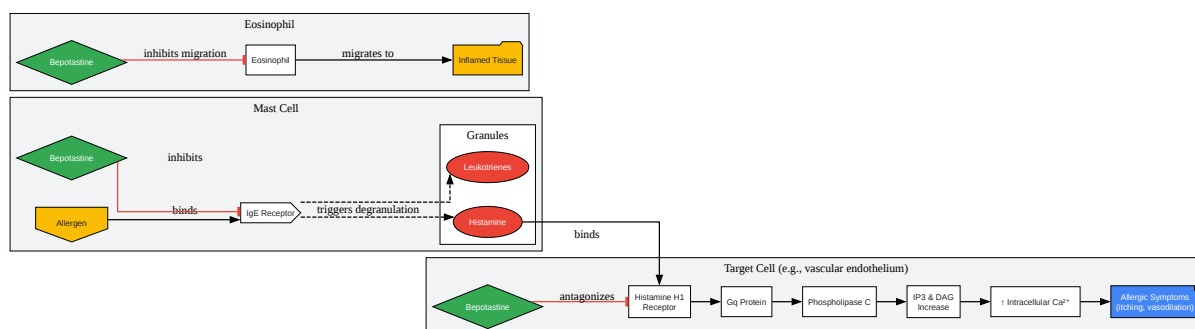 Eosinophil
Bepotastine
inhibits migration
Eosinophil
migrates to
Inflamed Tissue
Mast Cell
Granules
Bepotastine
inhibits
Leukotrienes
Allergen
binds
IgE Receptor
triggers degranulation
Histamine
binds
Target Cell (e.g., vascular endothelium)
Bepotastine
antagonizes
Histamine H1
Receptor
Gq Protein
Phospholipase C
IP3 & DAG
Increase
↑ Intracellular Ca²⁺
Allergic Symptoms
(itching, vasodilation)